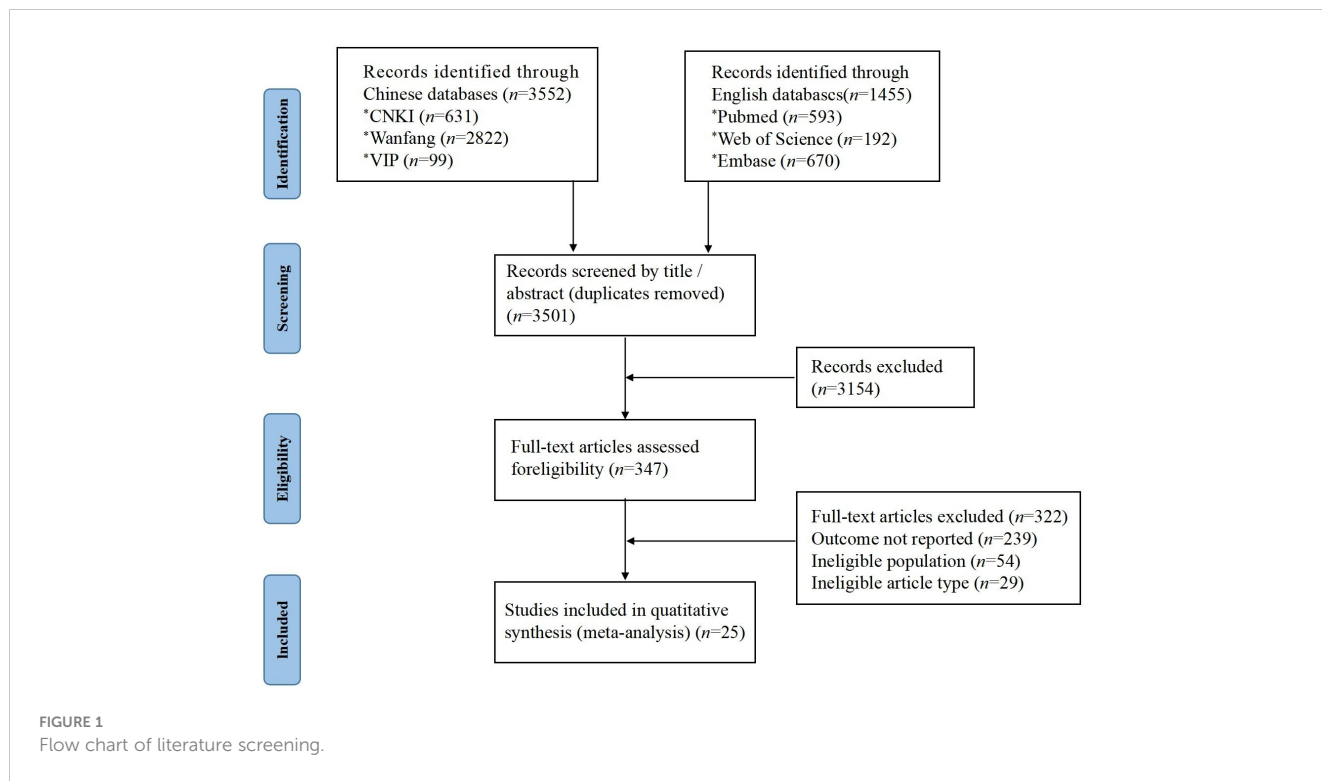 Identification
Records identified through
Chinese databases (n=3552)
*CNKI (n=631)
*Wanfang (n=2822)
*VIP (n=99)
Records identified through
English databascs(n=1455)
*Pubmed (n=593)
*Web of Science (n=192)
*Embase (n=670)
Screening
Records screened by title /
abstract (duplicates removed)
(n=3501)
Records excluded
(n=3154)
Eligibility
Full-text articles assessed
foreligibility (n=347)
Full-text articles excluded (n=322)
Outcome not reported (n=239)
Ineligible population (n=54)
Ineligible article type (n=29)
Included
Studies included in quatitative
synthesis (meta-analysis) (n=25)
FIGURE 1
Flow chart of literature screening.